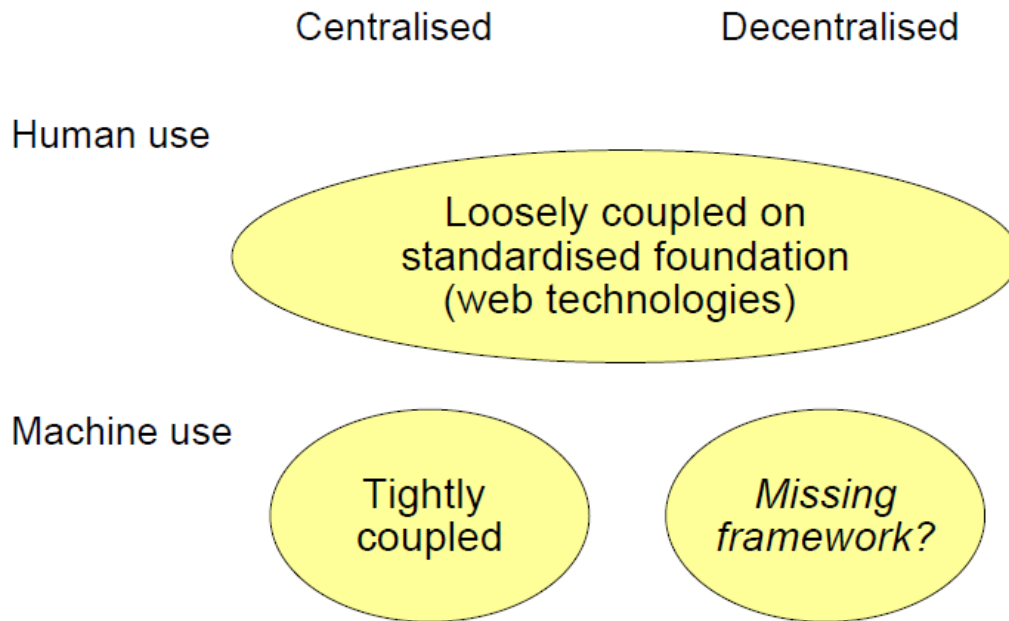 Centralised
Decentralised
Human use
Loosely coupled on
standardised foundation
(web technologies)
Machine use
Tightly
coupled
Missing
framework?